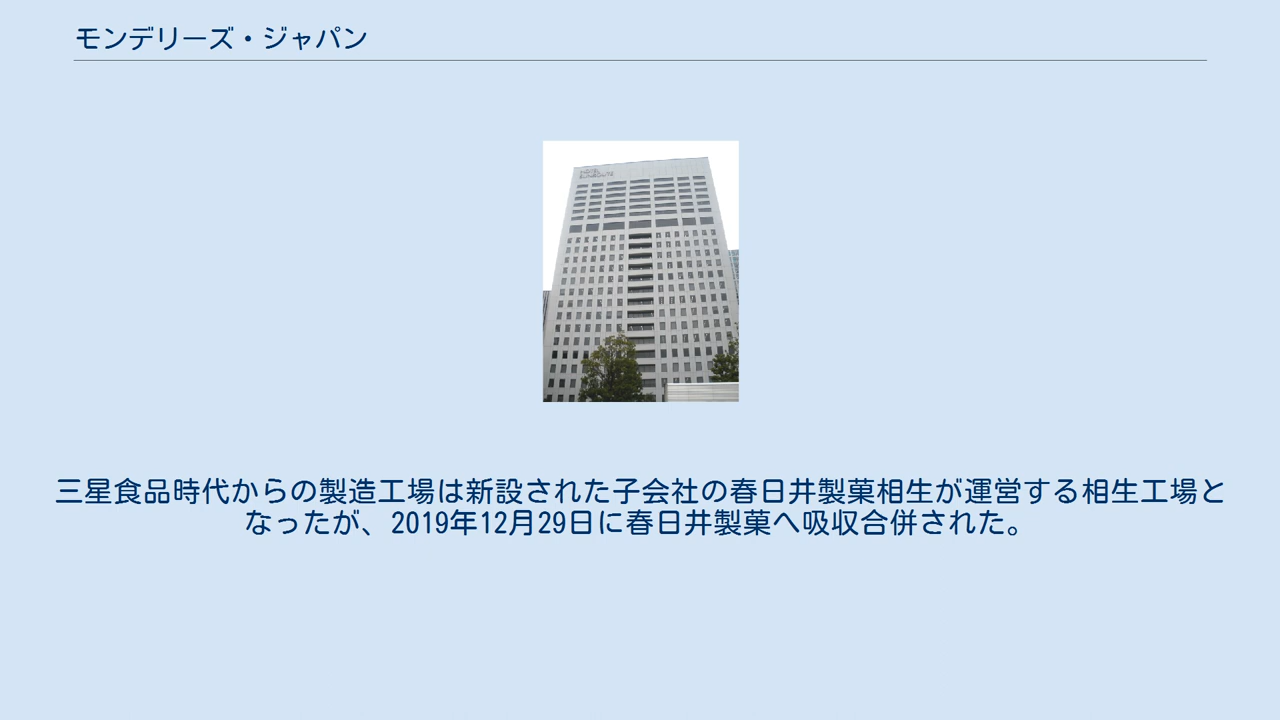 モンデリーズ・ジャパン
三星食品時代からの製造工場は新設された子会社の春日井製菓相生が運営する相生工場と
なったが、2019年12月29日に春日井製菓へ吸収合併された。